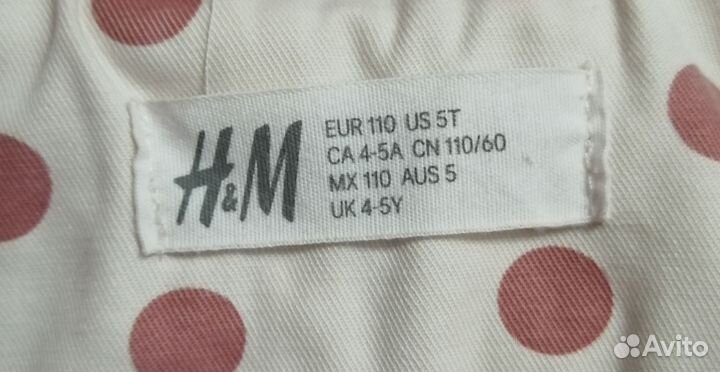 H&M
EUR 110 US 5T
CA 4-5A CN 110/60
MX 110 AUS 5
UK 4-5Y
Avito